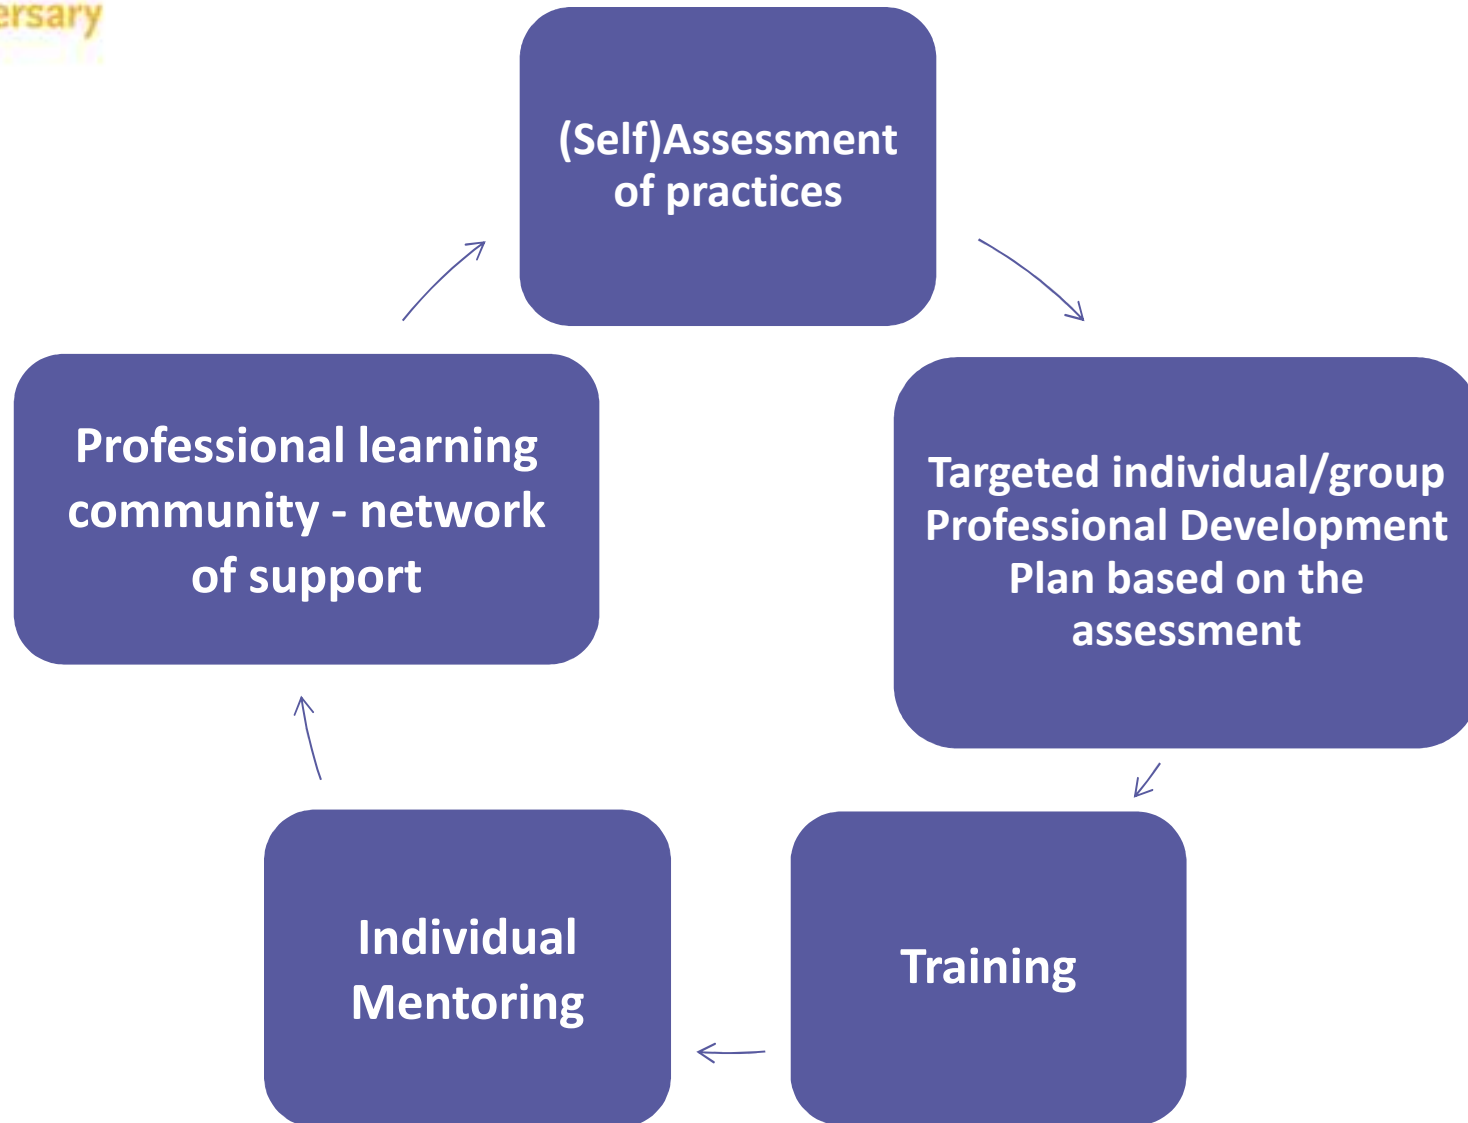 ersary
(Self)Assessment
of practices
Targeted individual/group
Professional Development
Plan based on the
assessment
Training
Individual
Mentoring
Professional learning
community - network
of support